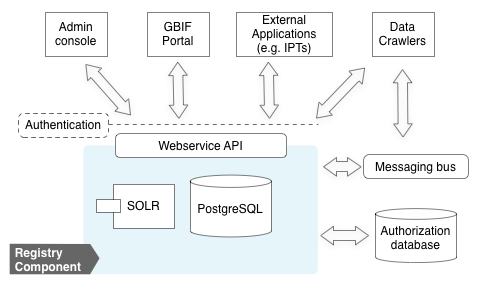 Admin
console
GBIF
Portal
External
Applications
(e.g. IPTs)
Data
Crawlers
Authentication
Webservice API
Messaging bus
SOLR
PostgreSQL
Authorization
database
Registry
Component